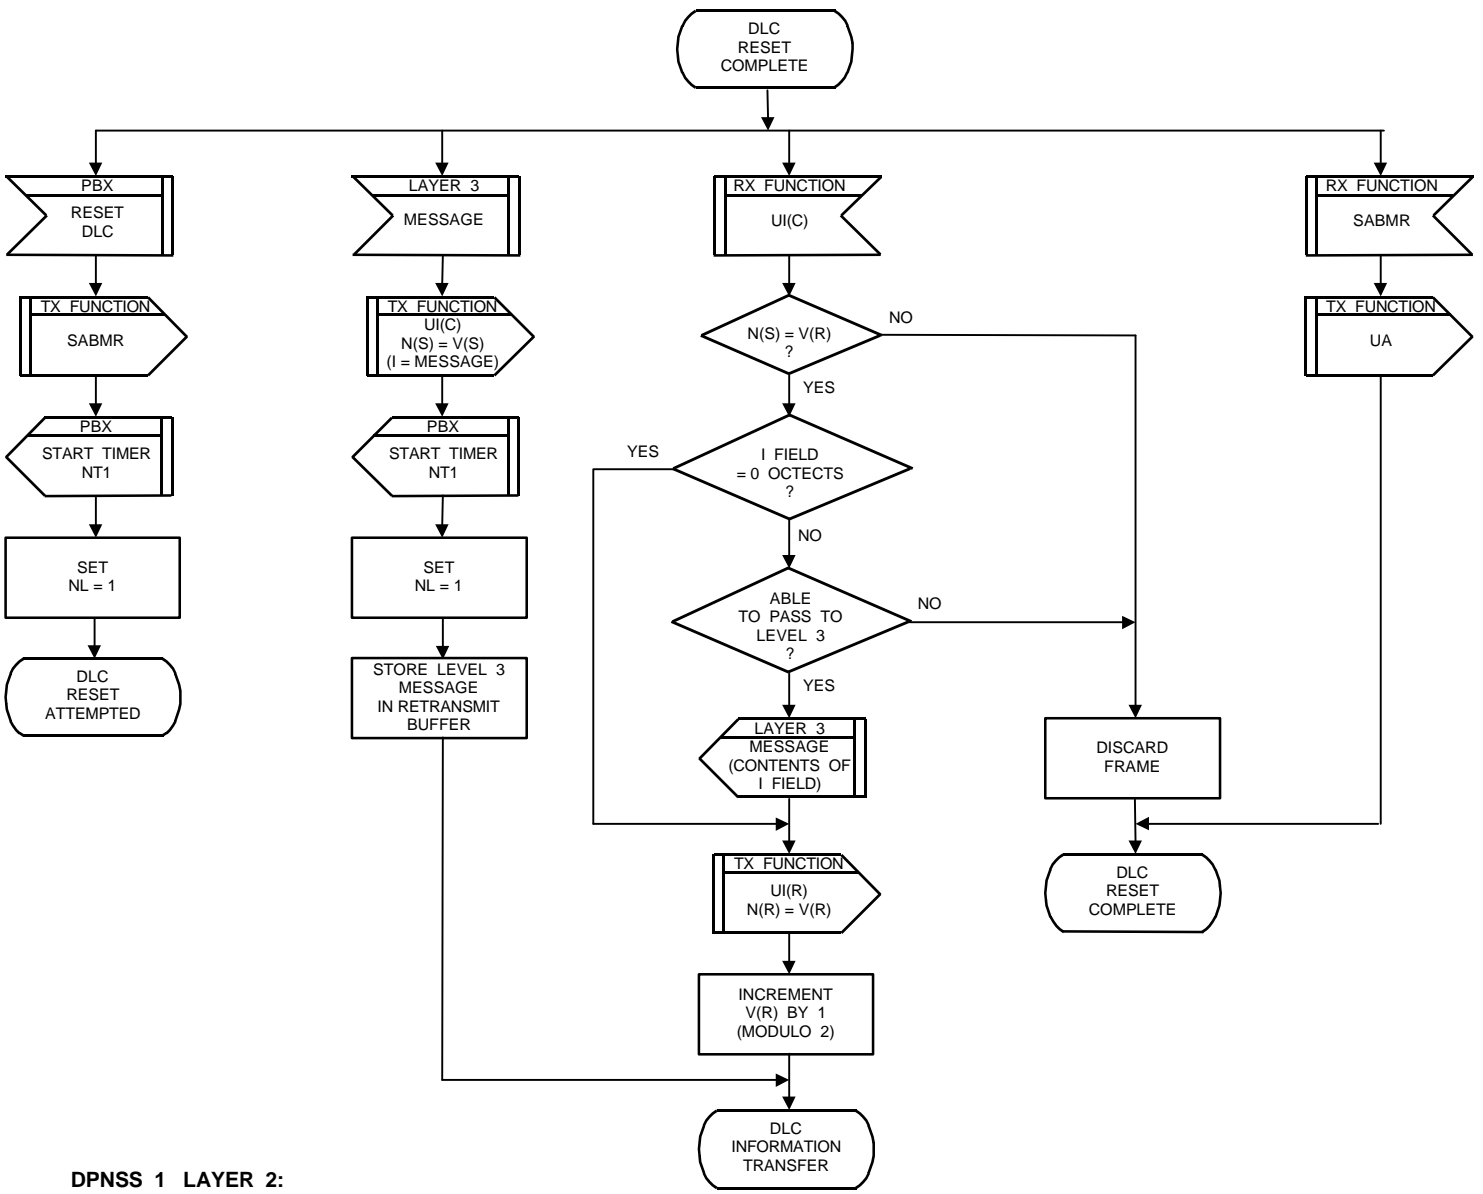 DLC
RESET
COMPLETE
PBX
RESET
DLC
TX FUNCTION
SABMR
PBX
START TIMER
NT1
SET
NL = 1
DLC
RESET
ATTEMPTED
LAYER 3
MESSAGE
TX FUNCTION
UI(C)
N(S) = V(S)
(I = MESSAGE)
PBX
START TIMER
NT1
SET
NL = 1
STORE LEVEL 3
MESSAGE
IN RETRANSMIT
BUFFER
RX FUNCTION
UI(C)
N(S) = V(R)
?
NO
YES
I FIELD
= 0 OCTECTS
?
YES
NO
ABLE
TO PASS TO
LEVEL 3
?
NO
YES
LAYER 3
MESSAGE
(CONTENTS OF
I FIELD)
TX FUNCTION
UI(R)
N(R) = V(R)
INCREMENT
V(R) BY 1
(MODULO 2)
DLC
INFORMATION
TRANSFER
DISCARD
FRAME
DLC
RESET
COMPLETE
RX FUNCTION
SABMR
TX FUNCTION
UA
DPNSS 1 LAYER 2: